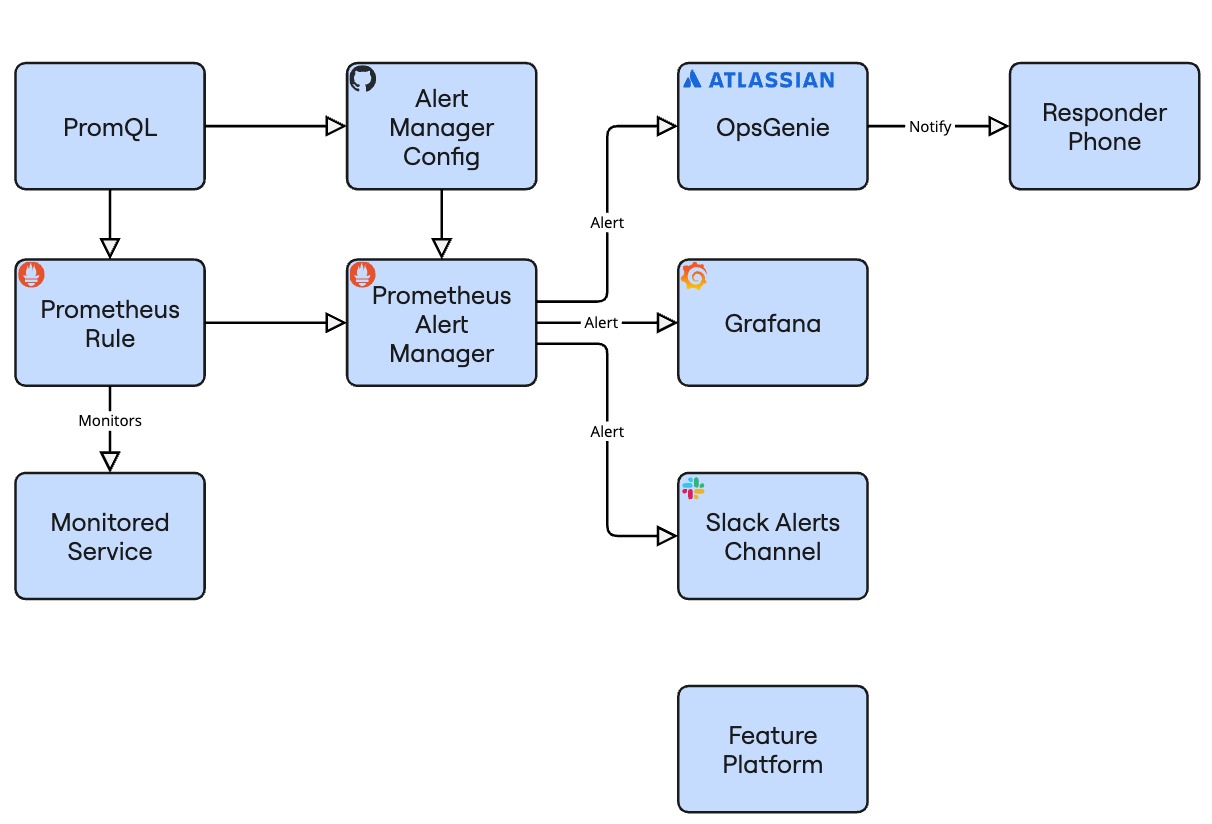 PromQL
Alert
Manager
Config
ATLASSIAN
OpsGenie
Notify
Responder
Phone
Alert
Prometheus
Rule
Prometheus
Alert
Manager
Alert
Grafana
Monitors
Alert
Monitored
Service
Slack Alerts
Channel
Feature
Platform